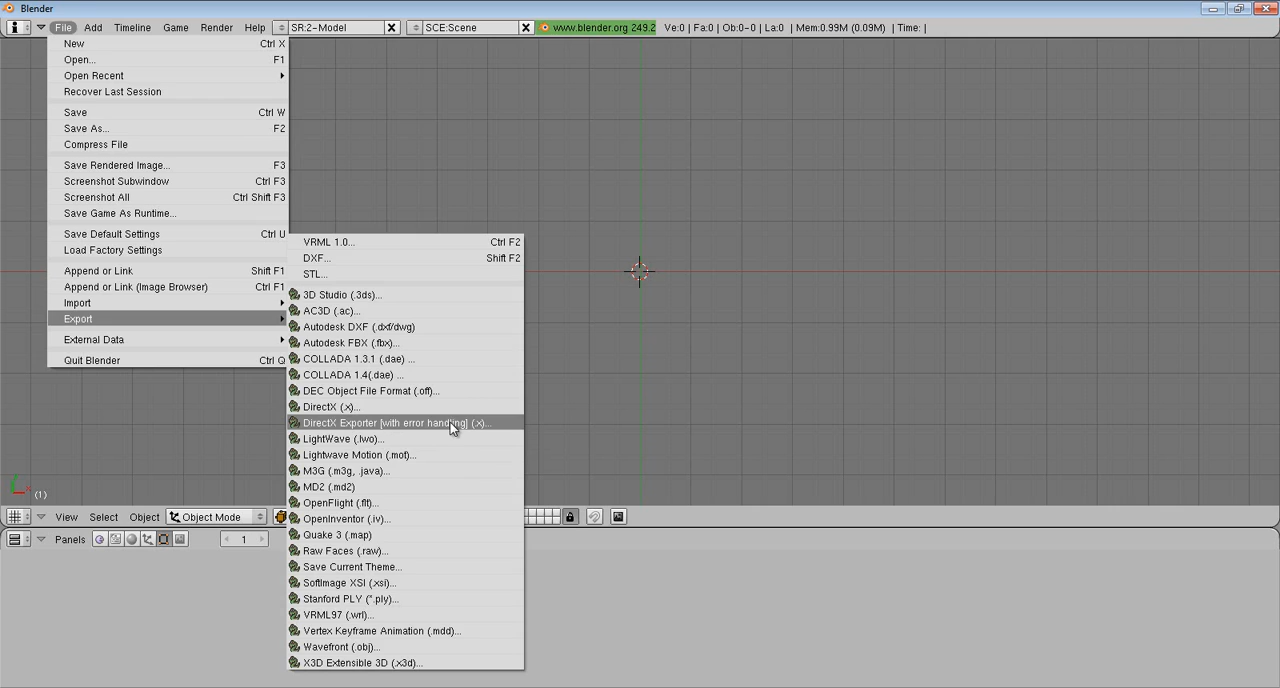 Blender
File Add Timeline Game Render Help SR:2-Model SCE:Scene www.blender.org 249.2 Ve:0 | Fa:0 | Ob:0-0 | La:0 | Mem:0.99M (0.09M) | Time: |
New Ctrl X
Open... F1
Open Recent
Recover Last Session
Save Ctrl W
Save As... F2
Compress File
Save Rendered Image... F3
Screenshot Subwindow Ctrl F3
Screenshot All Ctrl Shift F3
Save Game As Runtime...
Save Default Settings Ctrl U
Load Factory Settings
Append or Link Shift F1
Append or Link (Image Browser) Ctrl F1
Import
Export
External Data
Quit Blender Ctrl Q
VRML 1.0... Ctrl F2
DXF... Shift F2
STL...
3D Studio (.3ds)...
AC3D (.ac)...
Autodesk DXF (.dxf/dwg)
Autodesk FBX (.fbx)...
COLLADA 1.3.1 (.dae) ...
COLLADA 1.4(.dae) ...
DEC Object File Format (.off)...
DirectX (.x)...
DirectX Exporter [with error handling] (.x)...
LightWave (.lwo)...
Lightwave Motion (.mot)...
M3G (.m3g, .java)...
MD2 (.md2)
OpenFlight (.flt)...
OpenInventor (.iv)...
Quake 3 (.map)
Raw Faces (.raw)...
Save Current Theme...
SoftImage XSI (.xsi)...
Stanford PLY (*.ply)...
VRML97 (.wrl)...
Vertex Keyframe Animation (.mdd)...
Wavefront (.obj)...
X3D Extensible 3D (.x3d)...
(1)
View Select Object Object Mode
Panels 1